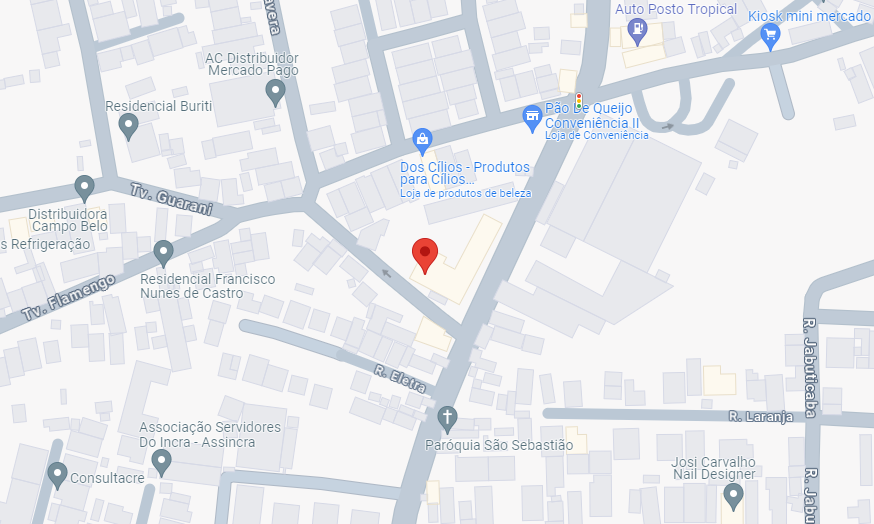 Auto Posto Tropical
Kiosk mini mercado
AC Distribuidor
Mercado Pago
Residencial Buriti
Pão De Queijo
Conveniência II
Loja de Conveniência
Dos Cílios - Produtos
para Cílios...
Loja de produtos de beleza
Tv. Guarani
Distribuidora
Campo Belo
s Refrigeração
Residencial Francisco
Nunes de Castro
Tv. Flamengo
R. Eletra
R. Jabuticaba
R. Laranja
Associação Servidores
Do Incra - Assincra
Paróquia São Sebastião
Consultacre
Josi Carvalho
Nail Designer
R. Jabu